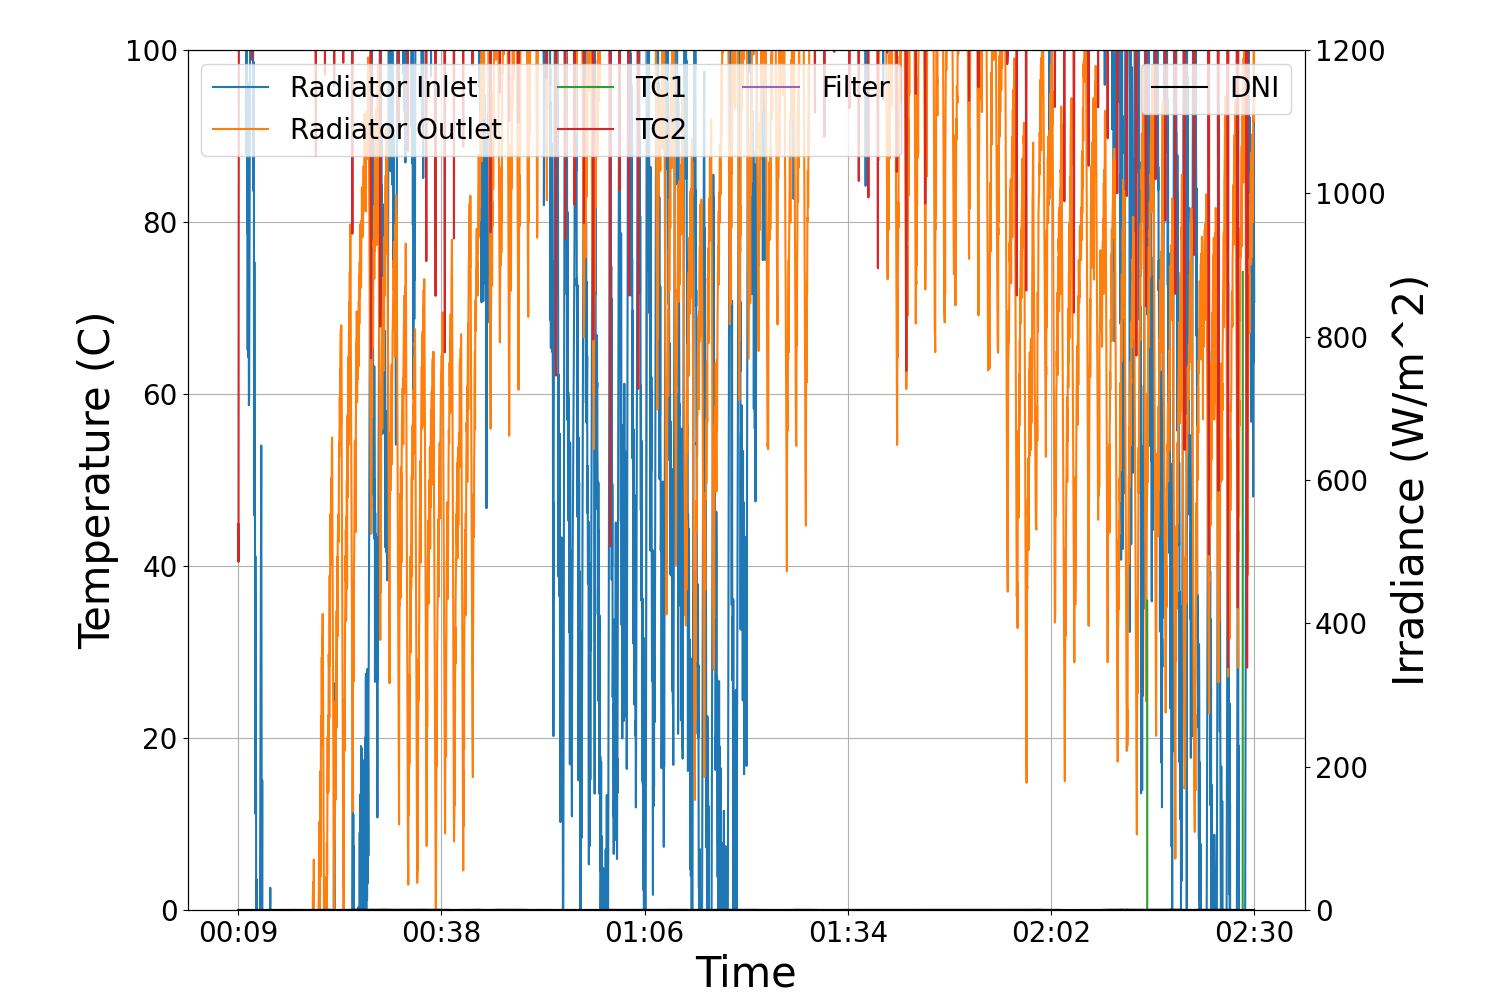 Radiator Inlet
Radiator Outlet
TC1
TC2
Filter
DNI
100
80
60
40
20
0
Temperature (C)
1200
1000
800
600
400
200
0
Irradiance (W/m^2)
00:09 00:38 01:06 01:34 02:02 02:30
Time